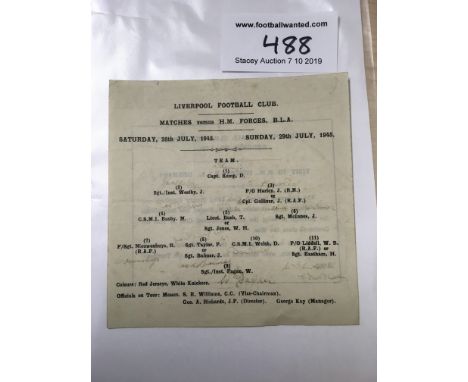 www.footballwanted.com
488
Stacey Auction 7 10 2019
LIVERPOOL FOOTBALL CLUB.
MATCHES versus H.M. FORCES, B.L.A.
SATURDAY, 28th JULY, 1945. SUNDAY, 29th JULY, 1945.
TEAM.
(1)
Capt. Kemp, D.
(2) (3)
Sgt./Inst. Westby, J. F/O Harley, J. (R.N.)
or
Cpl. Gulliver, J. (R.A.F.)
(4) (5) (6)
C.S.M.I. Busby, M. Lieut. Bush, T. Sgt. McInnes, J.
or
Sgt. Jones, W. H.
(7) (8) (10) (11)
F/Sgt. Nieuwenhuys, B. Sgt. Taylor, P. C.S.M.I. Welsh, D. P/O Liddell, W. B.
(R.A.F.) or (R.A.F.) or
Sgt. Balmer, J. Sgt. Eastham, H.
(9)
Sgt./Inst. Fagan, W.
Colours: Red Jerseys, White Knickers.
Officials on Tour: Messrs. S. R. Williams, C.C. (Vice-Chairman).
Geo. A. Richards, J.P. (Director). George Kay (Manager).